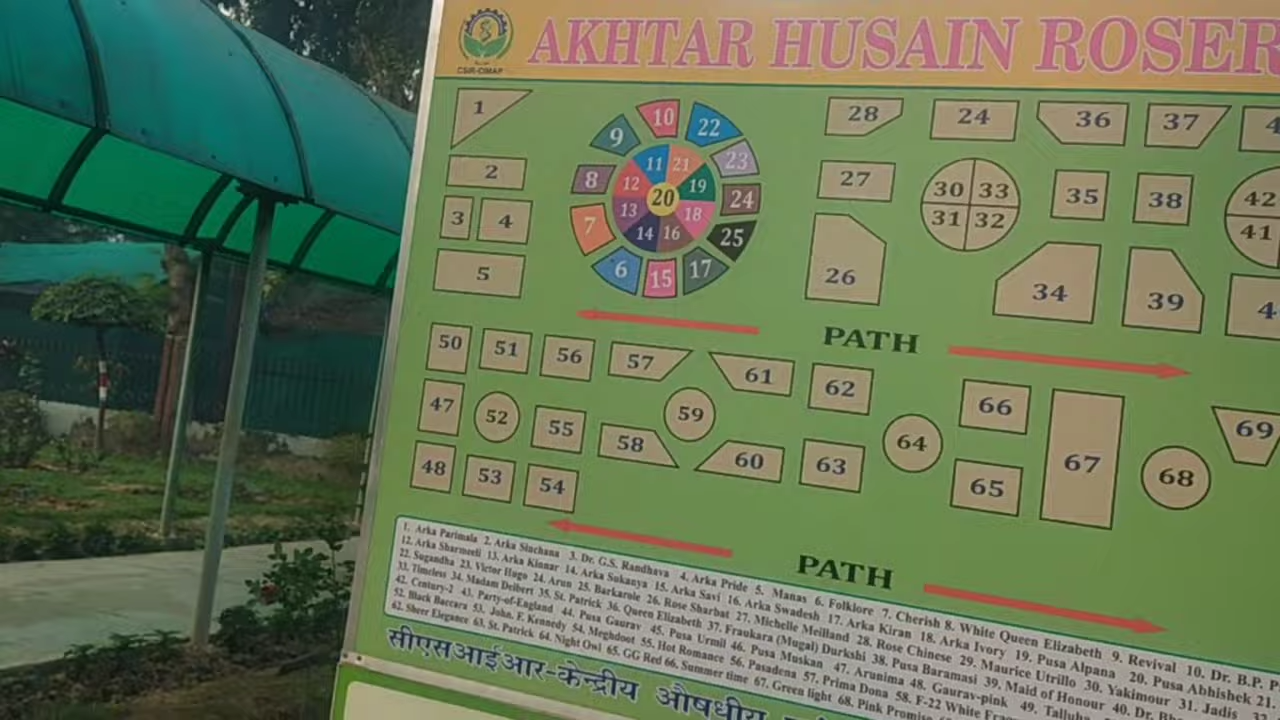 AKHTAR HUSAIN ROSER
CSIR-CIMAP
1 10 22 28 24 36 37
9 23
2 8 11 21 19 24 27 30 33 35 38 42
12 20
3 4 7 13 18 25 31 32 41
14 16
5 6 15 17 26 34 39
PATH
50 51 56 57 61 62 66
47 52 55 59 64 67 69
48 53 54 58 60 63 65 68
PATH
1. Arka Parimala 2. Arka Sinchana 3. Dr. G.S. Randhava 4. Arka Pride 5. Manas 6. Folklore 7. Cherish 8. White Queen Elizabeth 9. Revival 10. Dr. B.P.
12. Arka Sharmeeli 13. Arka Kinnar 14. Arka Sukanya 15. Arka Savi 16. Arka Swadesh 17. Arka Kiran 18. Arka Ivory 19. Pusa Alpana 20. Pusa Abhishek 21.
22. Sugandha 23. Victor Hugo 24. Arun 25. Barkarole 26. Rose Sharbat 27. Michelle Meilland 28. Rose Chinese 29. Maurice Utrillo 30. Yakimour 31. Jadis
33. Timeless 34. Madam Deibert 35. St. Patrick 36. Queen Elizabeth 37. Fraukara (Mugal) Durkshi 38. Pusa Baramasi 39. Maid of Honour 40. Dr
42. Century-2 43. Party-of-England 44. Pusa Gaurav 45. Pusa Urmil 46. Pusa Muskan 47. Arunima 48. Gaurav-pink 49.
52. Black Baccara 53. John. F. Kennedy 54. Meghdoot 55. Hot Romance 56. Pasadena 57. Prima Dona 58. F-22 White
62. Sheer Elegance 63. St. Patrick 64. Night Owl 65. GG Red 66. Summer time 67. Green light 68. Pink
सीएसआईआर-केन्द्रीय औषधीय